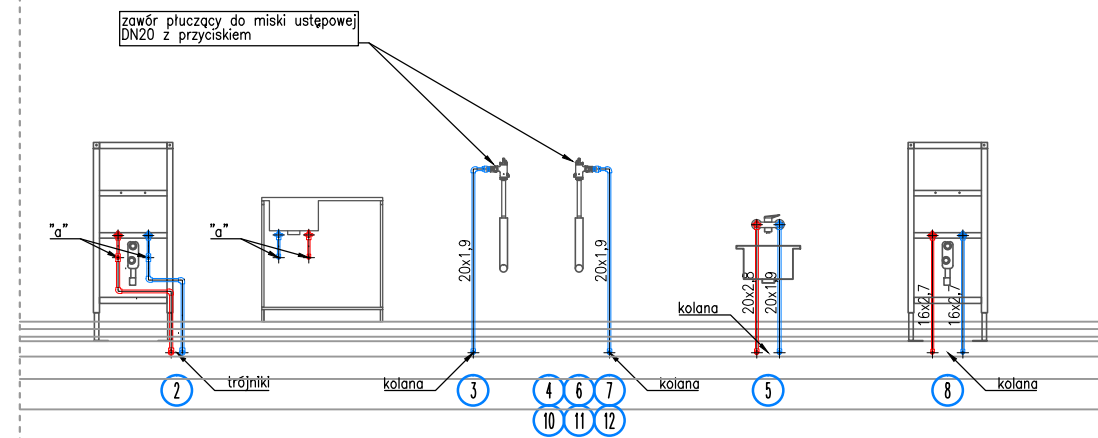 zawór płuczący do miski ustępowej
DN20 z przyciskiem
"a"
"a"
20x1,9
20x1,9
20x2,8
20x1,9
16x2,7
16x2,7
kolana
trójniki
kolana
kolana
kolana
2
3
4
6
7
5
8
10
11
12